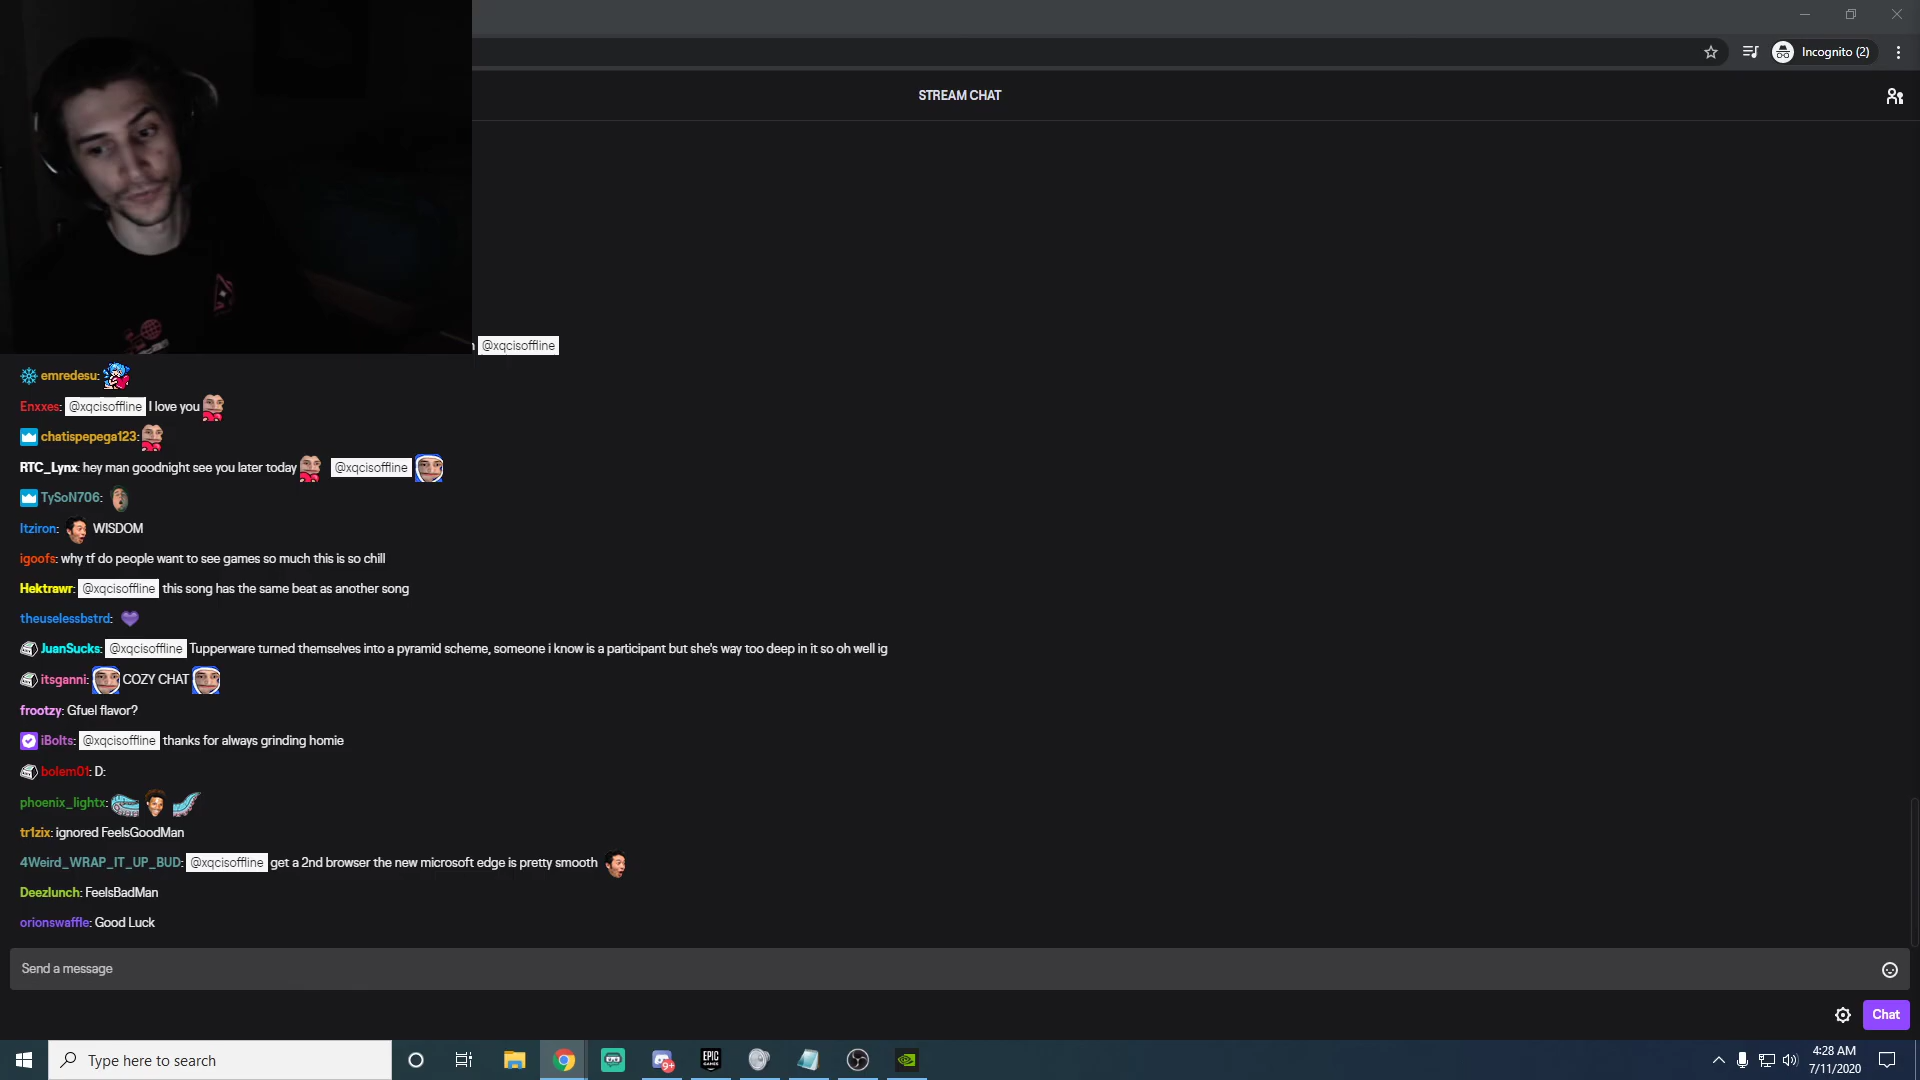 Incognito (2)
STREAM CHAT
@xqcisoffline
emredesu:
Enxxes: @xqcisoffline I love you
chatispepega123:
RTC_Lynx: hey man goodnight see you later today @xqcisoffline
TySoN706:
Itziron: WISDOM
igoofs: why tf do people want to see games so much this is so chill
Hektrawr: @xqcisoffline this song has the same beat as another song
theuselessbstrd:
JuanSucks: @xqcisoffline Tupperware turned themselves into a pyramid scheme, someone i know is a participant but she's way too deep in it so oh well ig
itsganni: COZY CHAT
frootzy: Gfuel flavor?
iBolts: @xqcisoffline thanks for always grinding homie
bolem01: D:
phoenix_lightx:
tr1zix: ignored FeelsGoodMan
4Weird_WRAP_IT_UP_BUD: @xqcisoffline get a 2nd browser the new microsoft edge is pretty smooth
Deezlunch: FeelsBadMan
orionswaffle: Good Luck
Send a message
Chat
Type here to search
9+
EPIC
GAMES
4:28 AM
7/11/2020